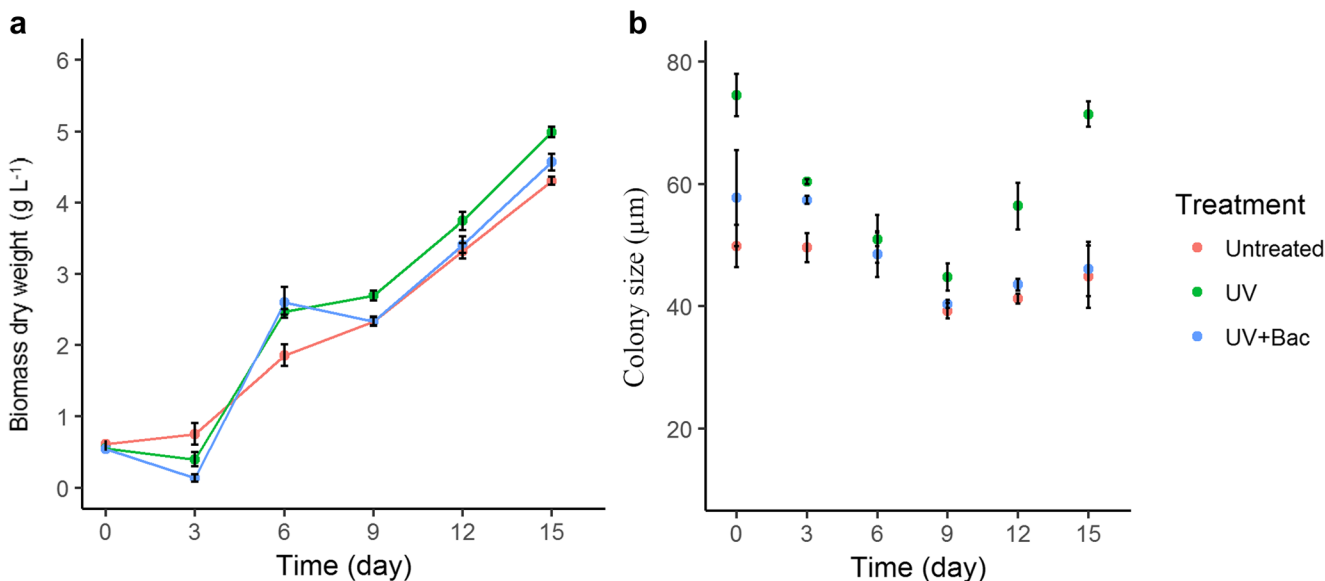 a
6
5
4
3
2
1
0
Biomass dry weight (g L-1)
0 3 6 9 12 15
Time (day)
b
80
60
40
20
Colony size (μm)
0 3 6 9 12 15
Time (day)
Treatment
Untreated
UV
UV+Bac